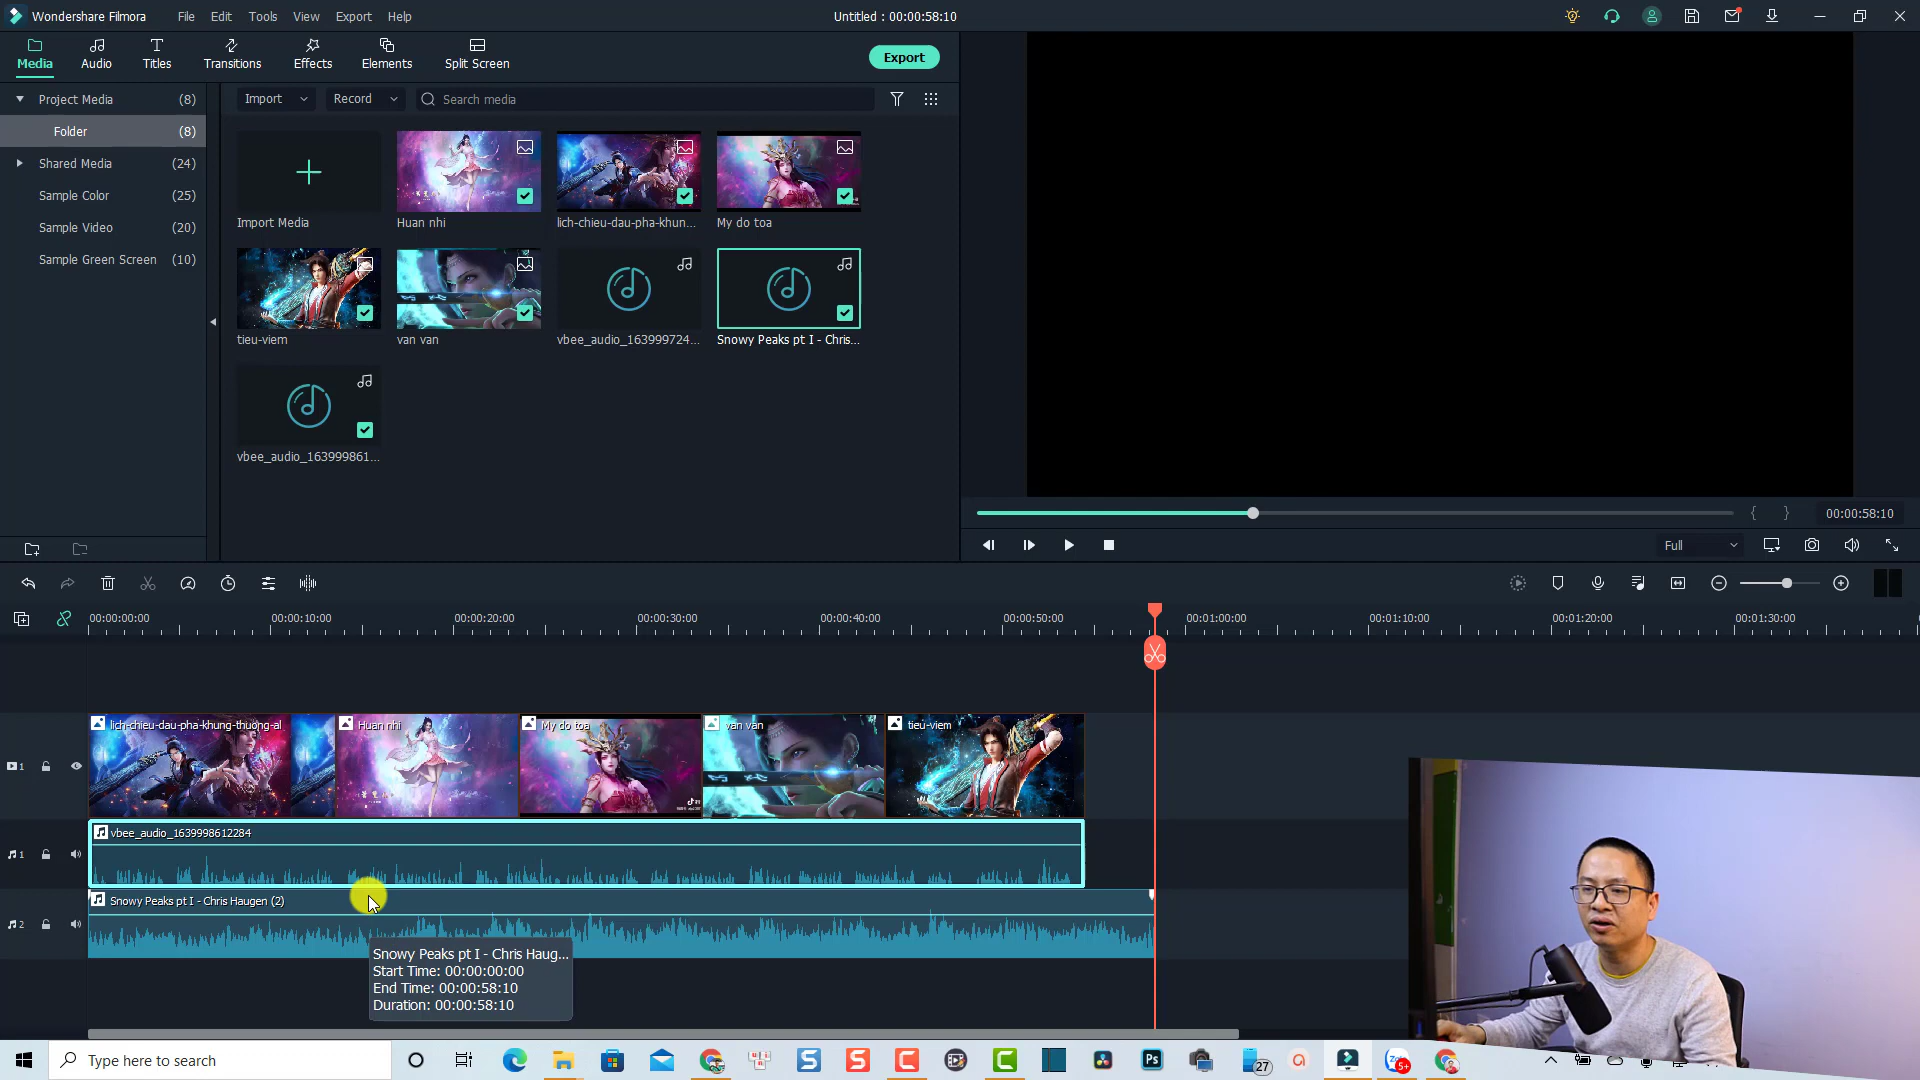 Wondershare Filmora File Edit Tools View Export Help Untitled : 00:00:58:10
Media Audio Titles Transitions Effects Elements Split Screen Export
Project Media (8) Import Record Search media
Folder (8)
Shared Media (24)
Sample Color (25)
Sample Video (20)
Sample Green Screen (10)
Import Media Huan nhi lich-chieu-dau-pha-khun... My do toa
tieu-viem van van vbee_audio_163999724... Snowy Peaks pt I - Chris...
vbee_audio_163999861...
00:00:58:10
Full
00:00:00:00 00:00:10:00 00:00:20:00 00:00:30:00 00:00:40:00 00:00:50:00 00:01:00:00 00:01:10:00 00:01:20:00 00:01:30:00
lich-chieu-dau-pha-khung-thuong-al Huan nhi My do toa van van tieu-viem
1
vbee_audio_1639998612284
1
Snowy Peaks pt I - Chris Haugen (2)
2
Snowy Peaks pt I - Chris Haug...
Start Time: 00:00:00:00
End Time: 00:00:58:10
Duration: 00:00:58:10
Type here to search
S S C C Ps 27 5+